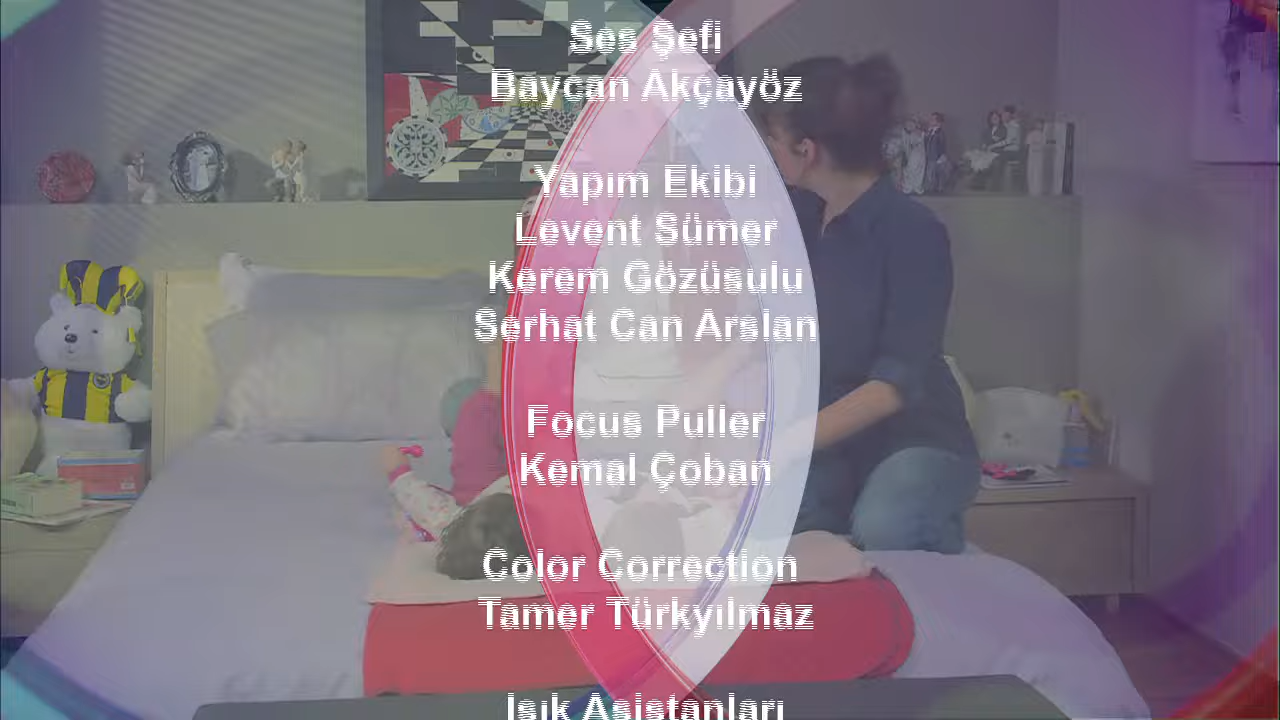 Ses Şefi
Baycan Akçayöz
Yapım Ekibi
Levent Sümer
Kerem Gözüsulu
Serhat Can Arslan
Focus Puller
Kemal Çoban
Color Correction
Tamer Türkyılmaz
Işık Asistanları